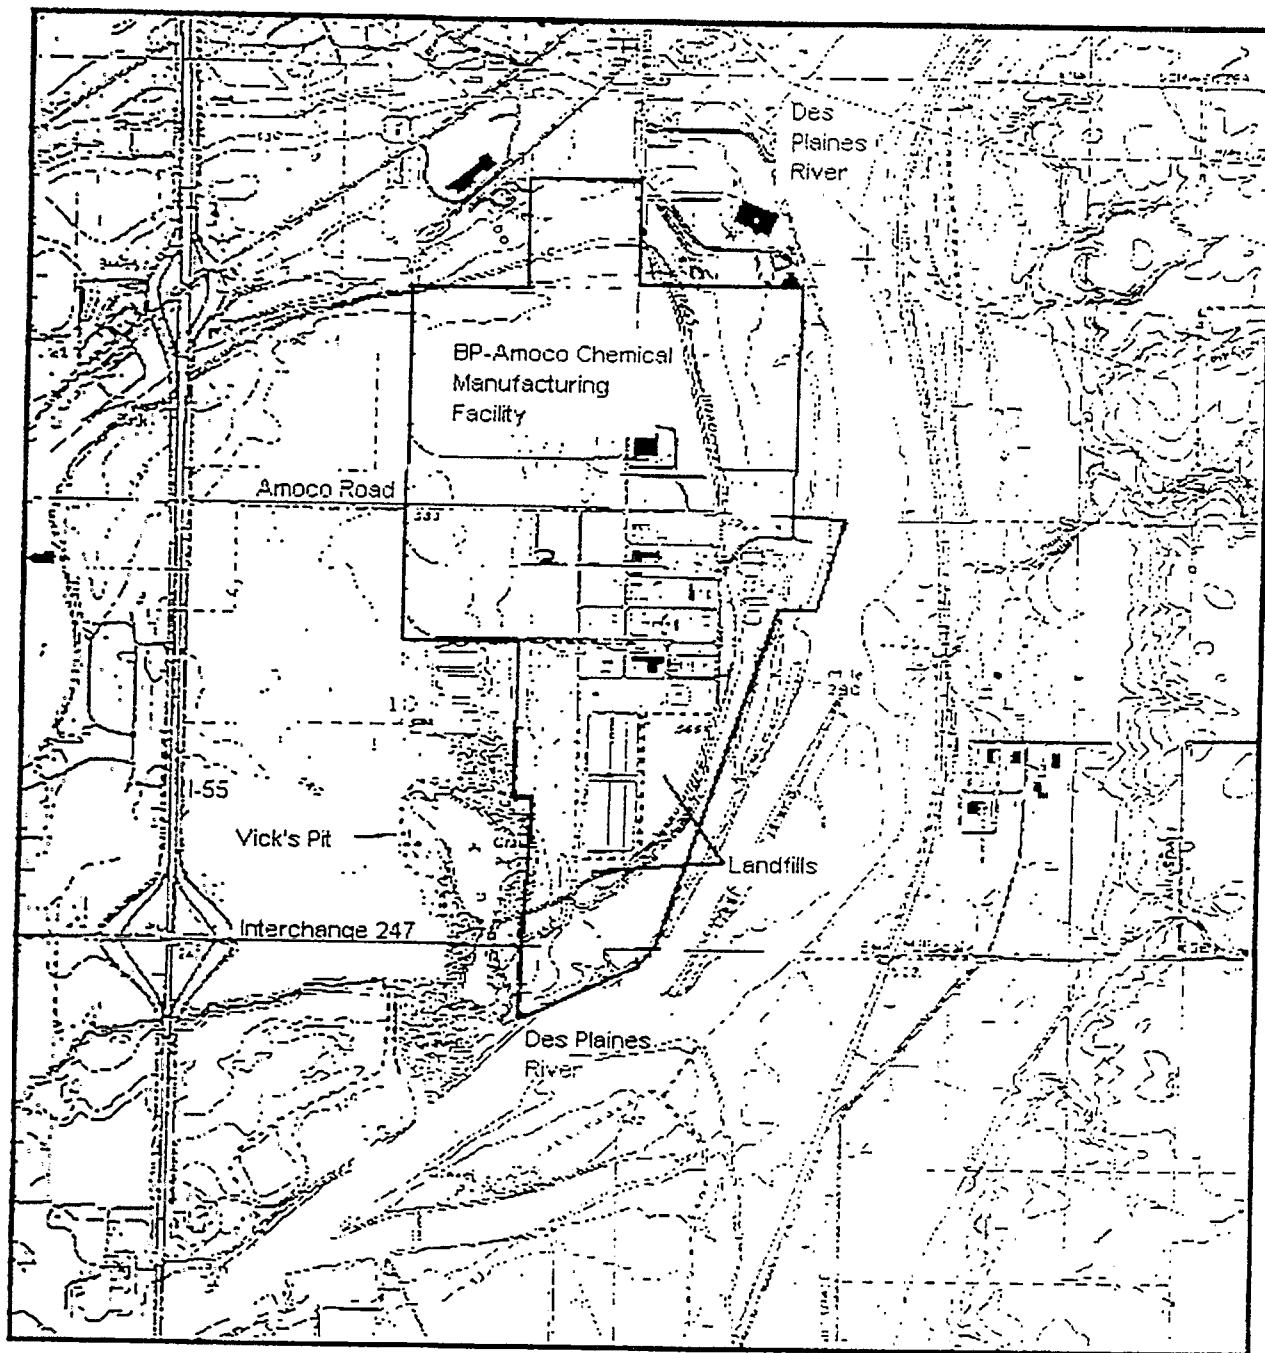 Des
Plaines
River
BP-Amoco Chemical
Manufacturing
Facility
Amoco Road
I-55
Vick's Pit
Landfills
Interchange 247
Des Plaines
River